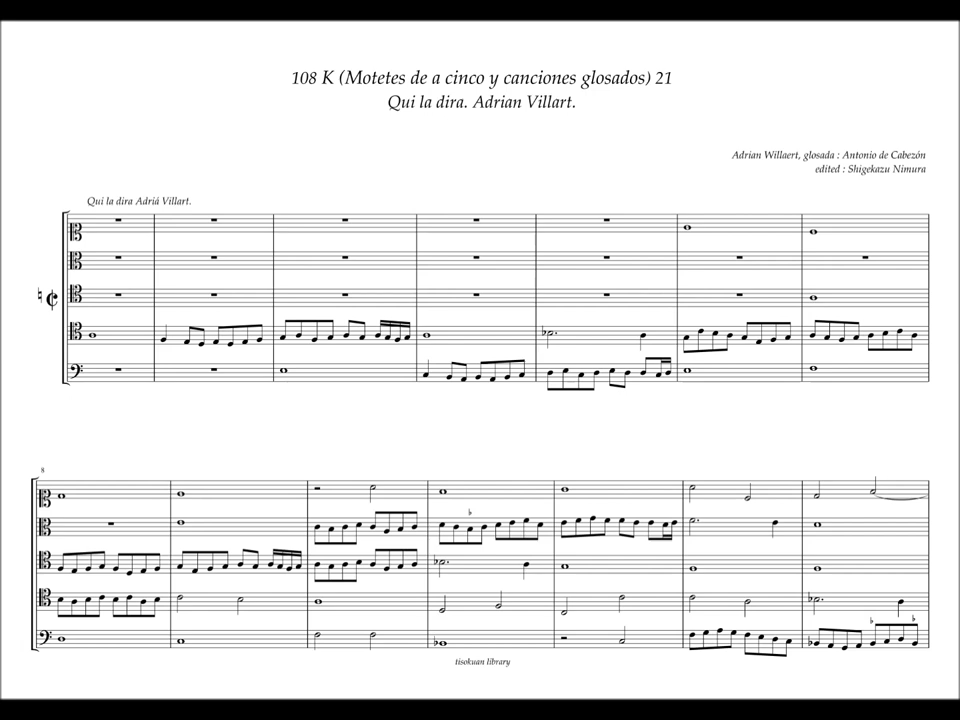 108 K (Motetes de a cinco y canciones glosados) 21
Qui la dira. Adrian Villart.
Adrian Willaert, glosada : Antonio de Cabezón
edited : Shigekazu Nimura
Qui la dira Adriá Villart.
8
tisokuan library